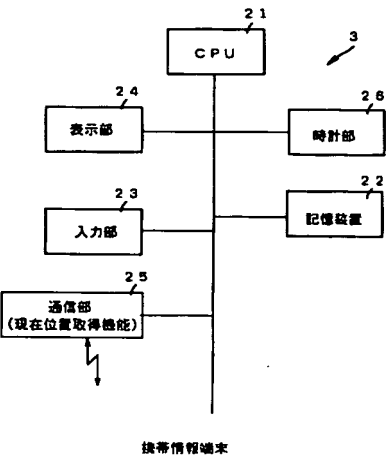 21
CPU
3
24
表示部
26
時計部
23
入力部
22
記憶装置
25
通信部
(現在位置取得機能)
携帯情報端末